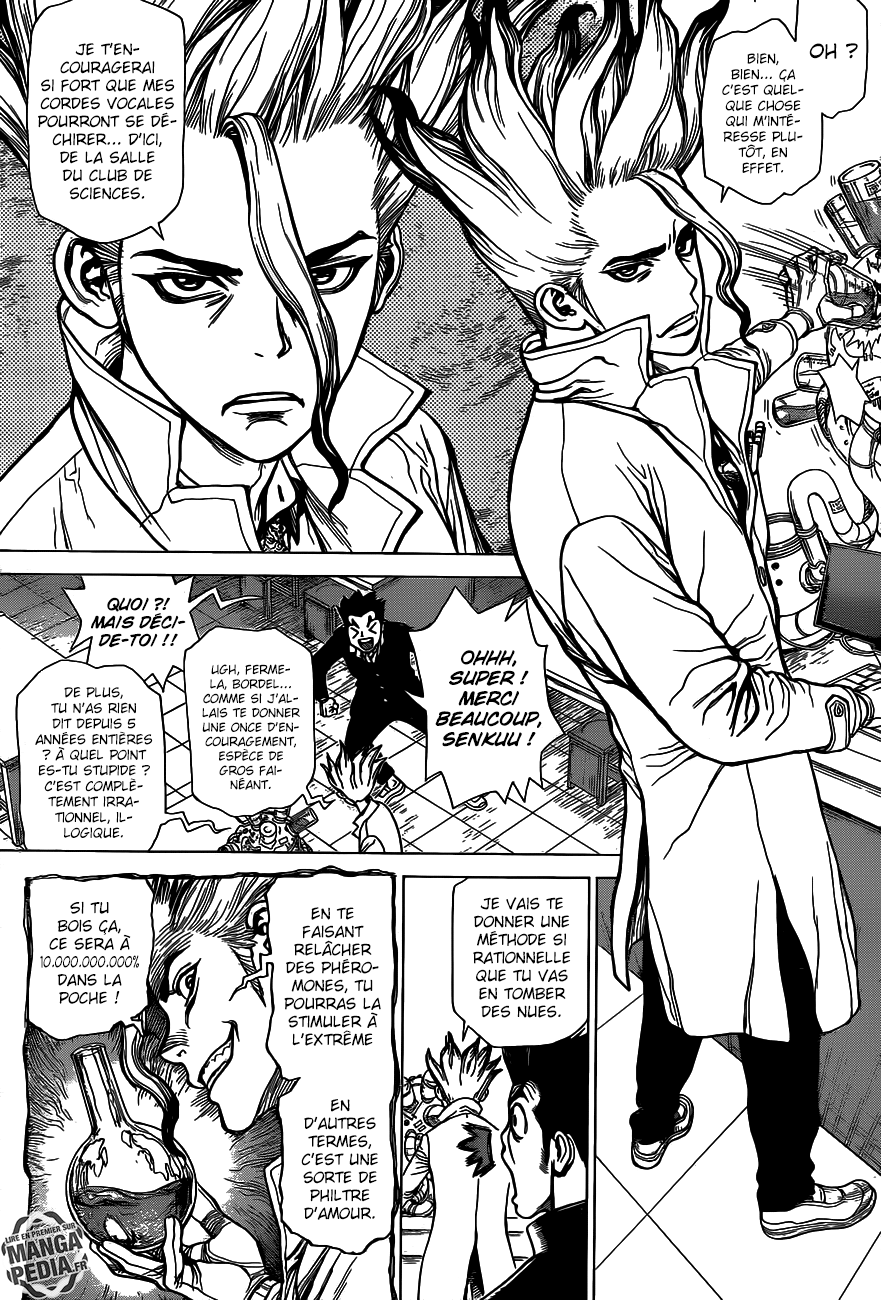 OH ?
BIEN,
BIEN... ÇA
C'EST QUEL-
QUE CHOSE
QUI M'INTÉ-
RESSE PLU-
TÔT, EN
EFFET.
JE T'EN-
COURAGERAI
SI FORT QUE MES
CORDES VOCALES
POURRONT SE DÉ-
CHIRER... D'ICI,
DE LA SALLE
DU CLUB DE
SCIENCES.
OHHH,
SUPER !
MERCI
BEAUCOUP,
SENKUU !
UGH, FERME-
LA, BORDEL...
COMME SI J'AL-
LAIS TE DONNER
UNE ONCE D'EN-
COURAGEMENT,
ESPÈCE DE
GROS FAI-
NÉANT.
QUOI ?!
MAIS DÉCI-
DE-TOI !!
DE PLUS,
TU N'AS RIEN
DIT DEPUIS 5
ANNÉES ENTIÈRES
? À QUEL POINT
ES-TU STUPIDE ?
C'EST COMPLÈ-
TEMENT IRRA-
TIONNEL, IL-
LOGIQUE.
JE VAIS TE
DONNER UNE
MÉTHODE SI
RATIONNELLE
QUE TU VAS
EN TOMBER
DES NUES.
EN TE
FAISANT
RELÂCHER
DES PHÉRO-
MONES, TU
POURRAS LA
STIMULER À
L'EXTRÊME
EN
D'AUTRES
TERMES,
C'EST UNE
SORTE DE
PHILTRE
D'AMOUR.
SI TU
BOIS ÇA,
CE SERA À
10.000.000.000%
DANS LA
POCHE !
LIRE EN PREMIER SUR
MANGA
PEDIA.FR